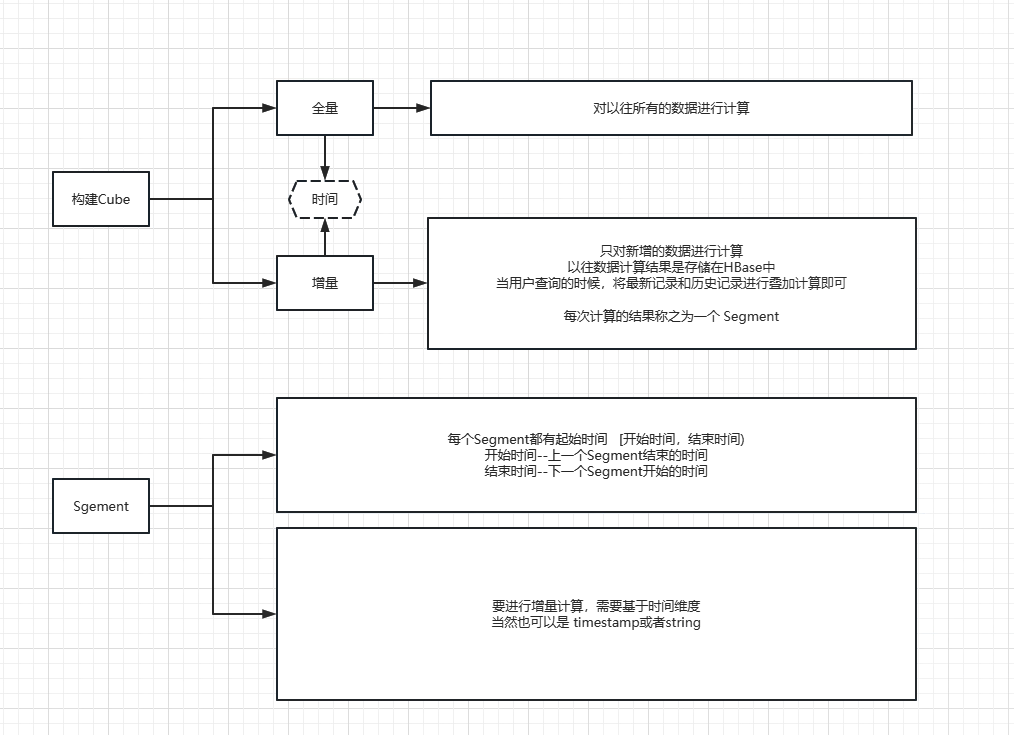 全量
对以往所有的数据进行计算
构建Cube
时间
增量
只对新增的数据进行计算
以往数据计算结果是存储在HBase中
当用户查询的时候，将最新记录和历史记录进行叠加计算即可
每次计算的结果称之为一个 Segment
每个Segment都有起始时间 [开始时间，结束时间)
开始时间--上一个Segment结束的时间
结束时间--下一个Segment开始的时间
Sgement
要进行增量计算，需要基于时间维度
当然也可以是 timestamp或者string